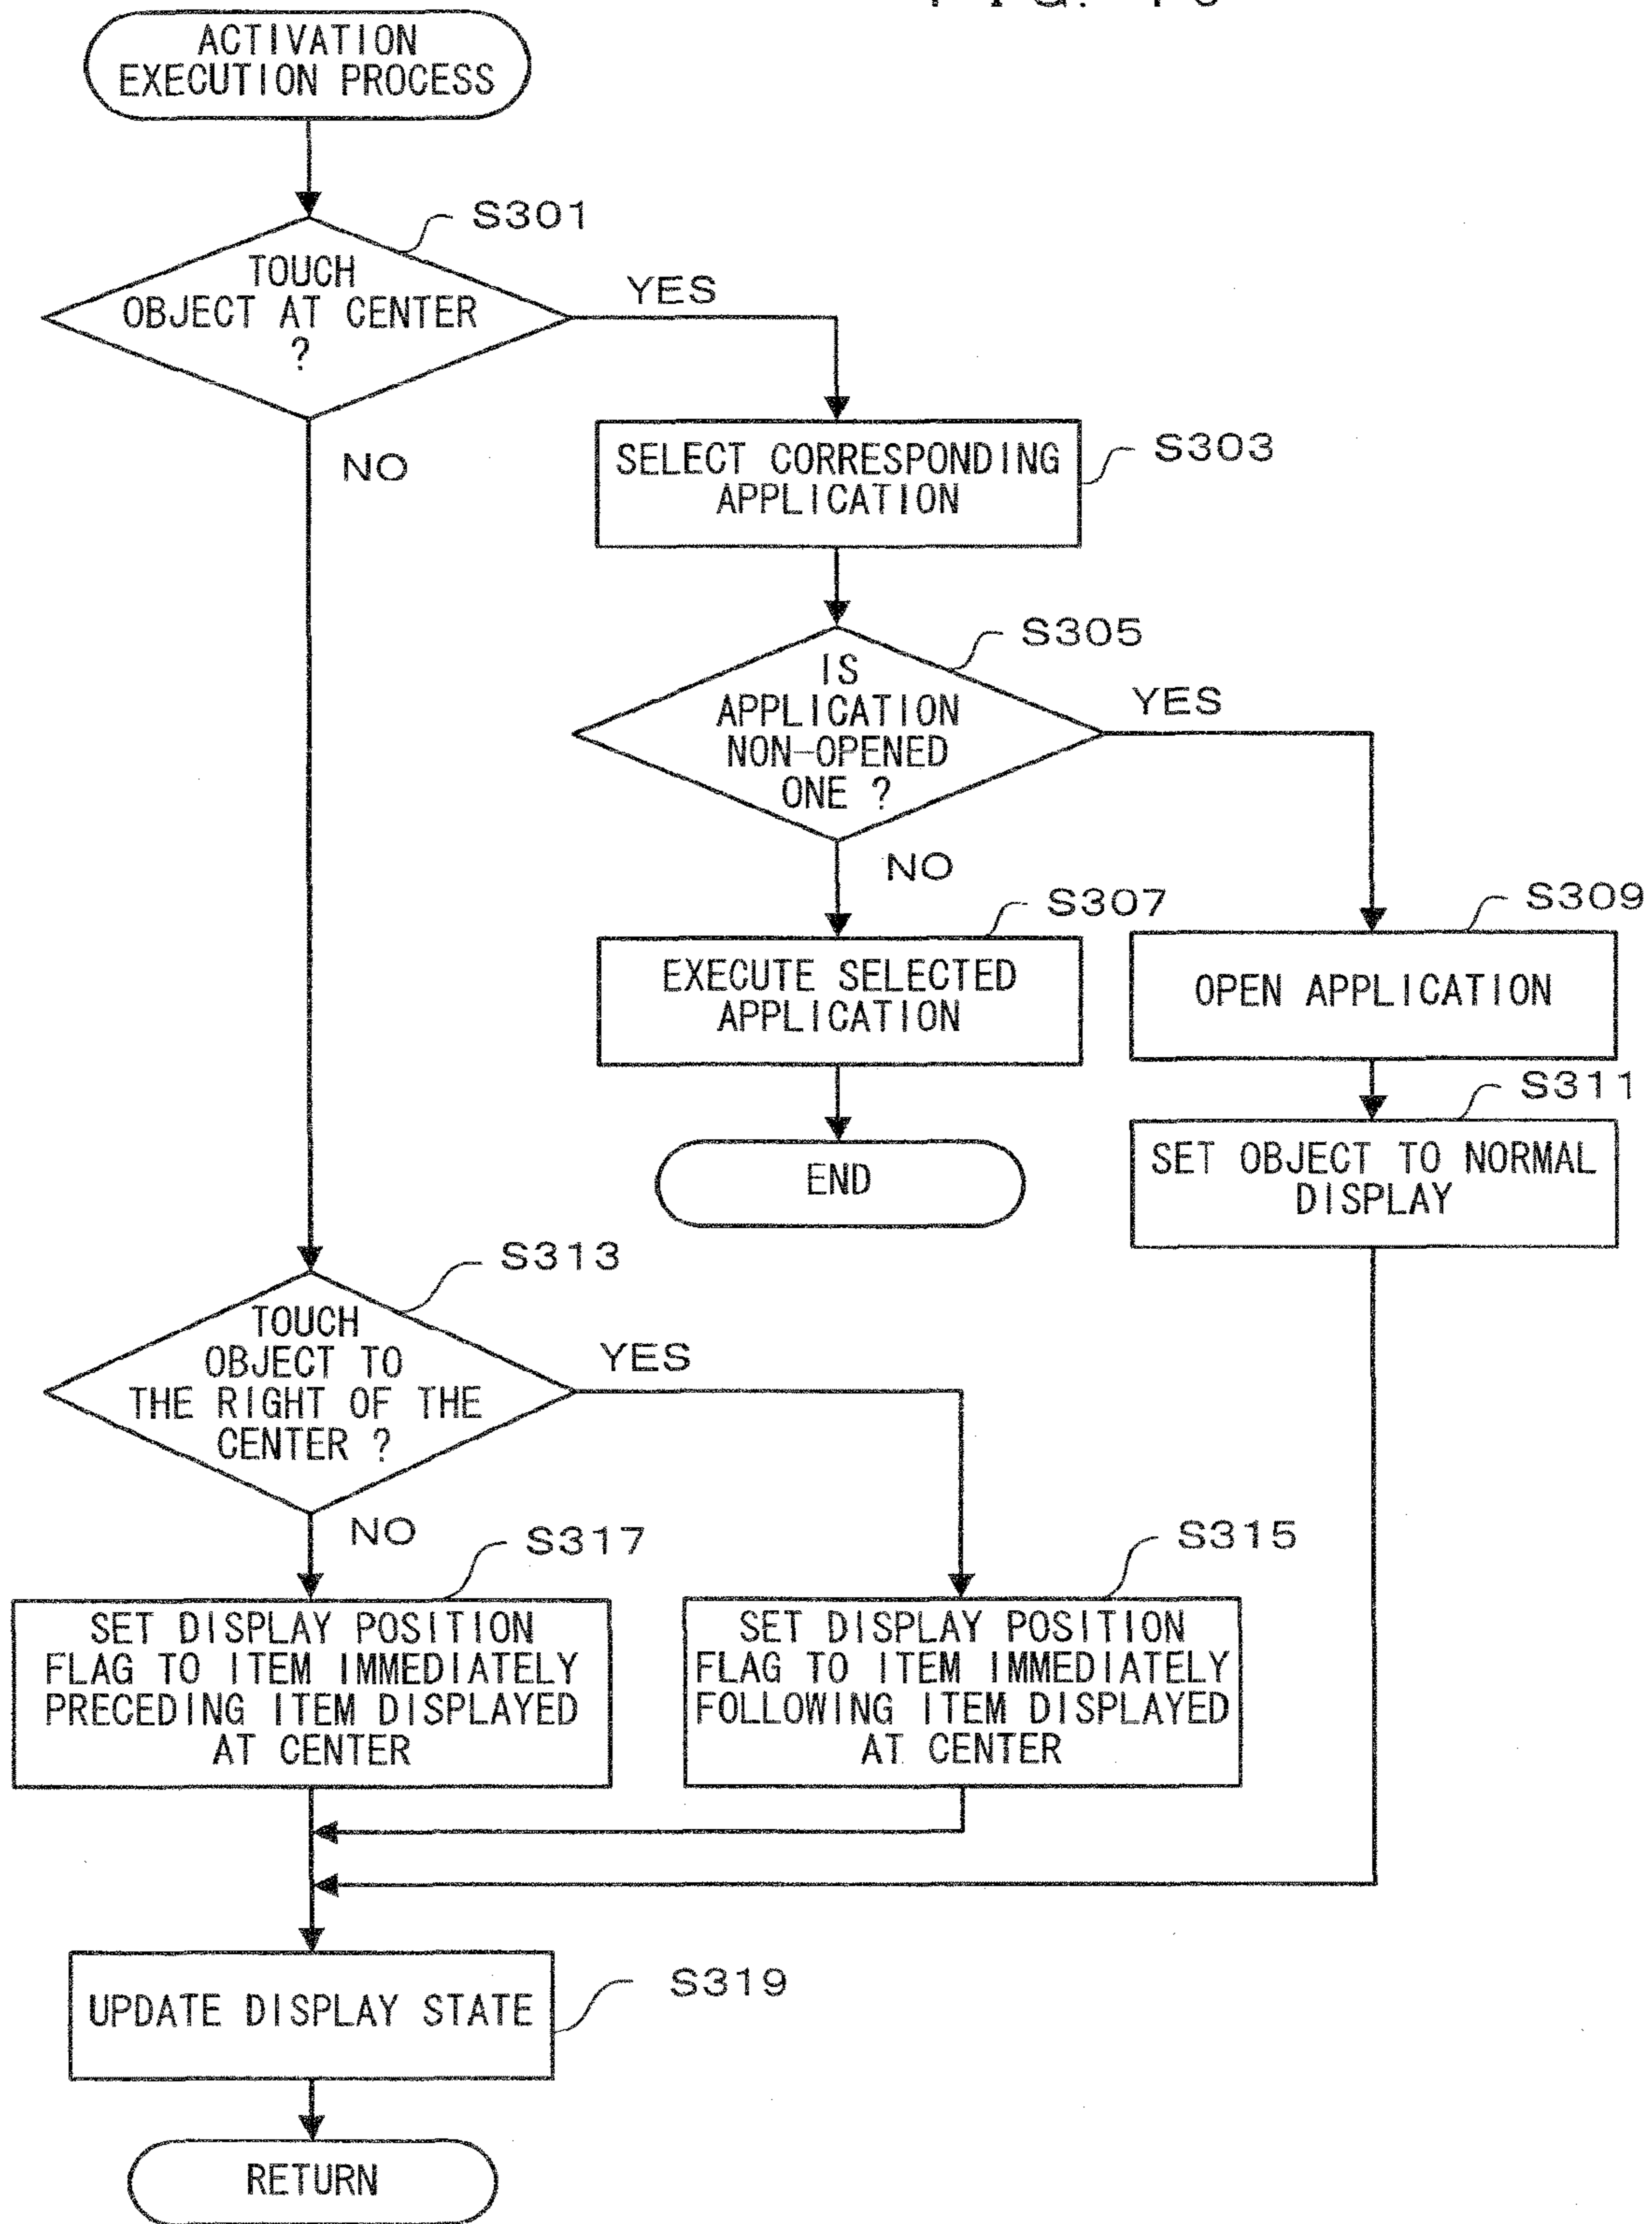 ACTIVATION
EXECUTION PROCESS
S301
TOUCH
OBJECT AT CENTER
?
YES
NO
SELECT CORRESPONDING
APPLICATION
S303
S305
IS
APPLICATION
NON-OPENED
ONE ?
YES
NO
S307
EXECUTE SELECTED
APPLICATION
S309
OPEN APPLICATION
END
S311
SET OBJECT TO NORMAL
DISPLAY
S313
TOUCH
OBJECT TO
THE RIGHT OF THE
CENTER ?
YES
NO
S317
SET DISPLAY POSITION
FLAG TO ITEM IMMEDIATELY
PRECEDING ITEM DISPLAYED
AT CENTER
S315
SET DISPLAY POSITION
FLAG TO ITEM IMMEDIATELY
FOLLOWING ITEM DISPLAYED
AT CENTER
UPDATE DISPLAY STATE
S319
RETURN